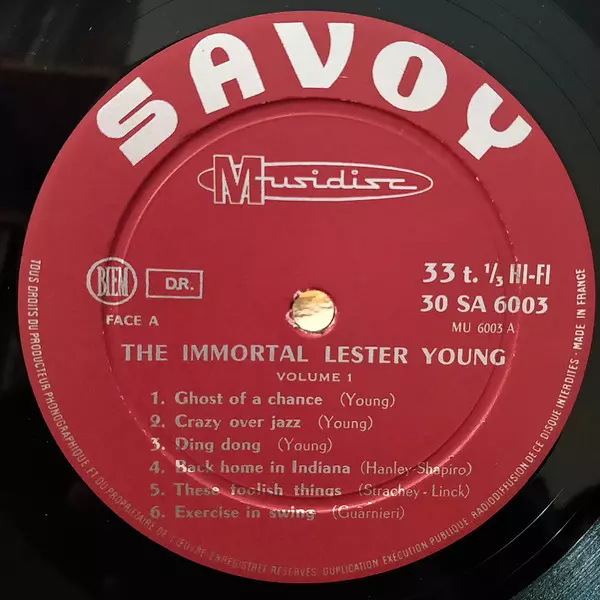 SAVOY
Musidisc
BIEM
D.R.
FACE A
33 t. 1/3 HI-FI
30 SA 6003
MU 6003 A
THE IMMORTAL LESTER YOUNG
VOLUME 1
1. Ghost of a chance (Young)
2. Crazy over jazz (Young)
3. Ding dong (Young)
4. Back home in Indiana (Hanley-Shapiro)
5. These foolish things (Strachey-Linck)
6. Exercise in swing (Guarnieri)
TOUS DROITS DU PRODUCTEUR PHONOGRAPHIQUE ET DU PROPRIETAIRE DE L'ŒUVRE ENREGISTREE RESERVES. DUPLICATION EXECUTION PUBLIQUE, RADIODIFFUSION DE CE DISQUE INTERDITES - MADE IN FRANCE